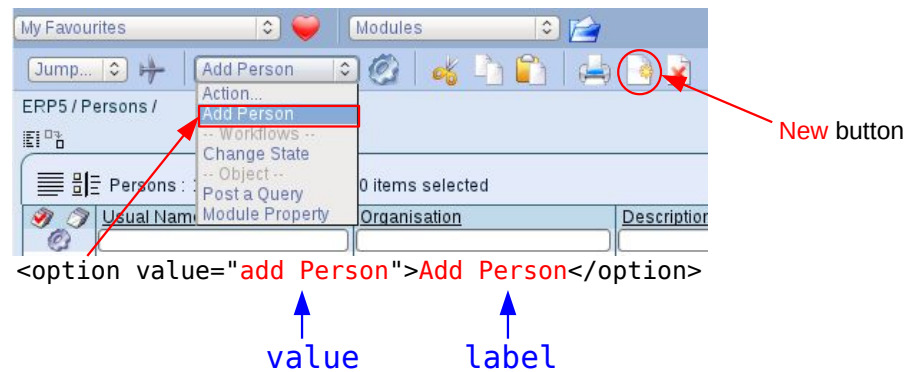 My Favourites Modules
Jump... Add Person
Action...
ERP5 / Persons /
Add Person
New button
-- Workflows --
Change State
-- Object --
Persons : 0 items selected
Post a Query
Module Property
Usual Nam Organisation Description
<option value="add Person">Add Person</option>
value label